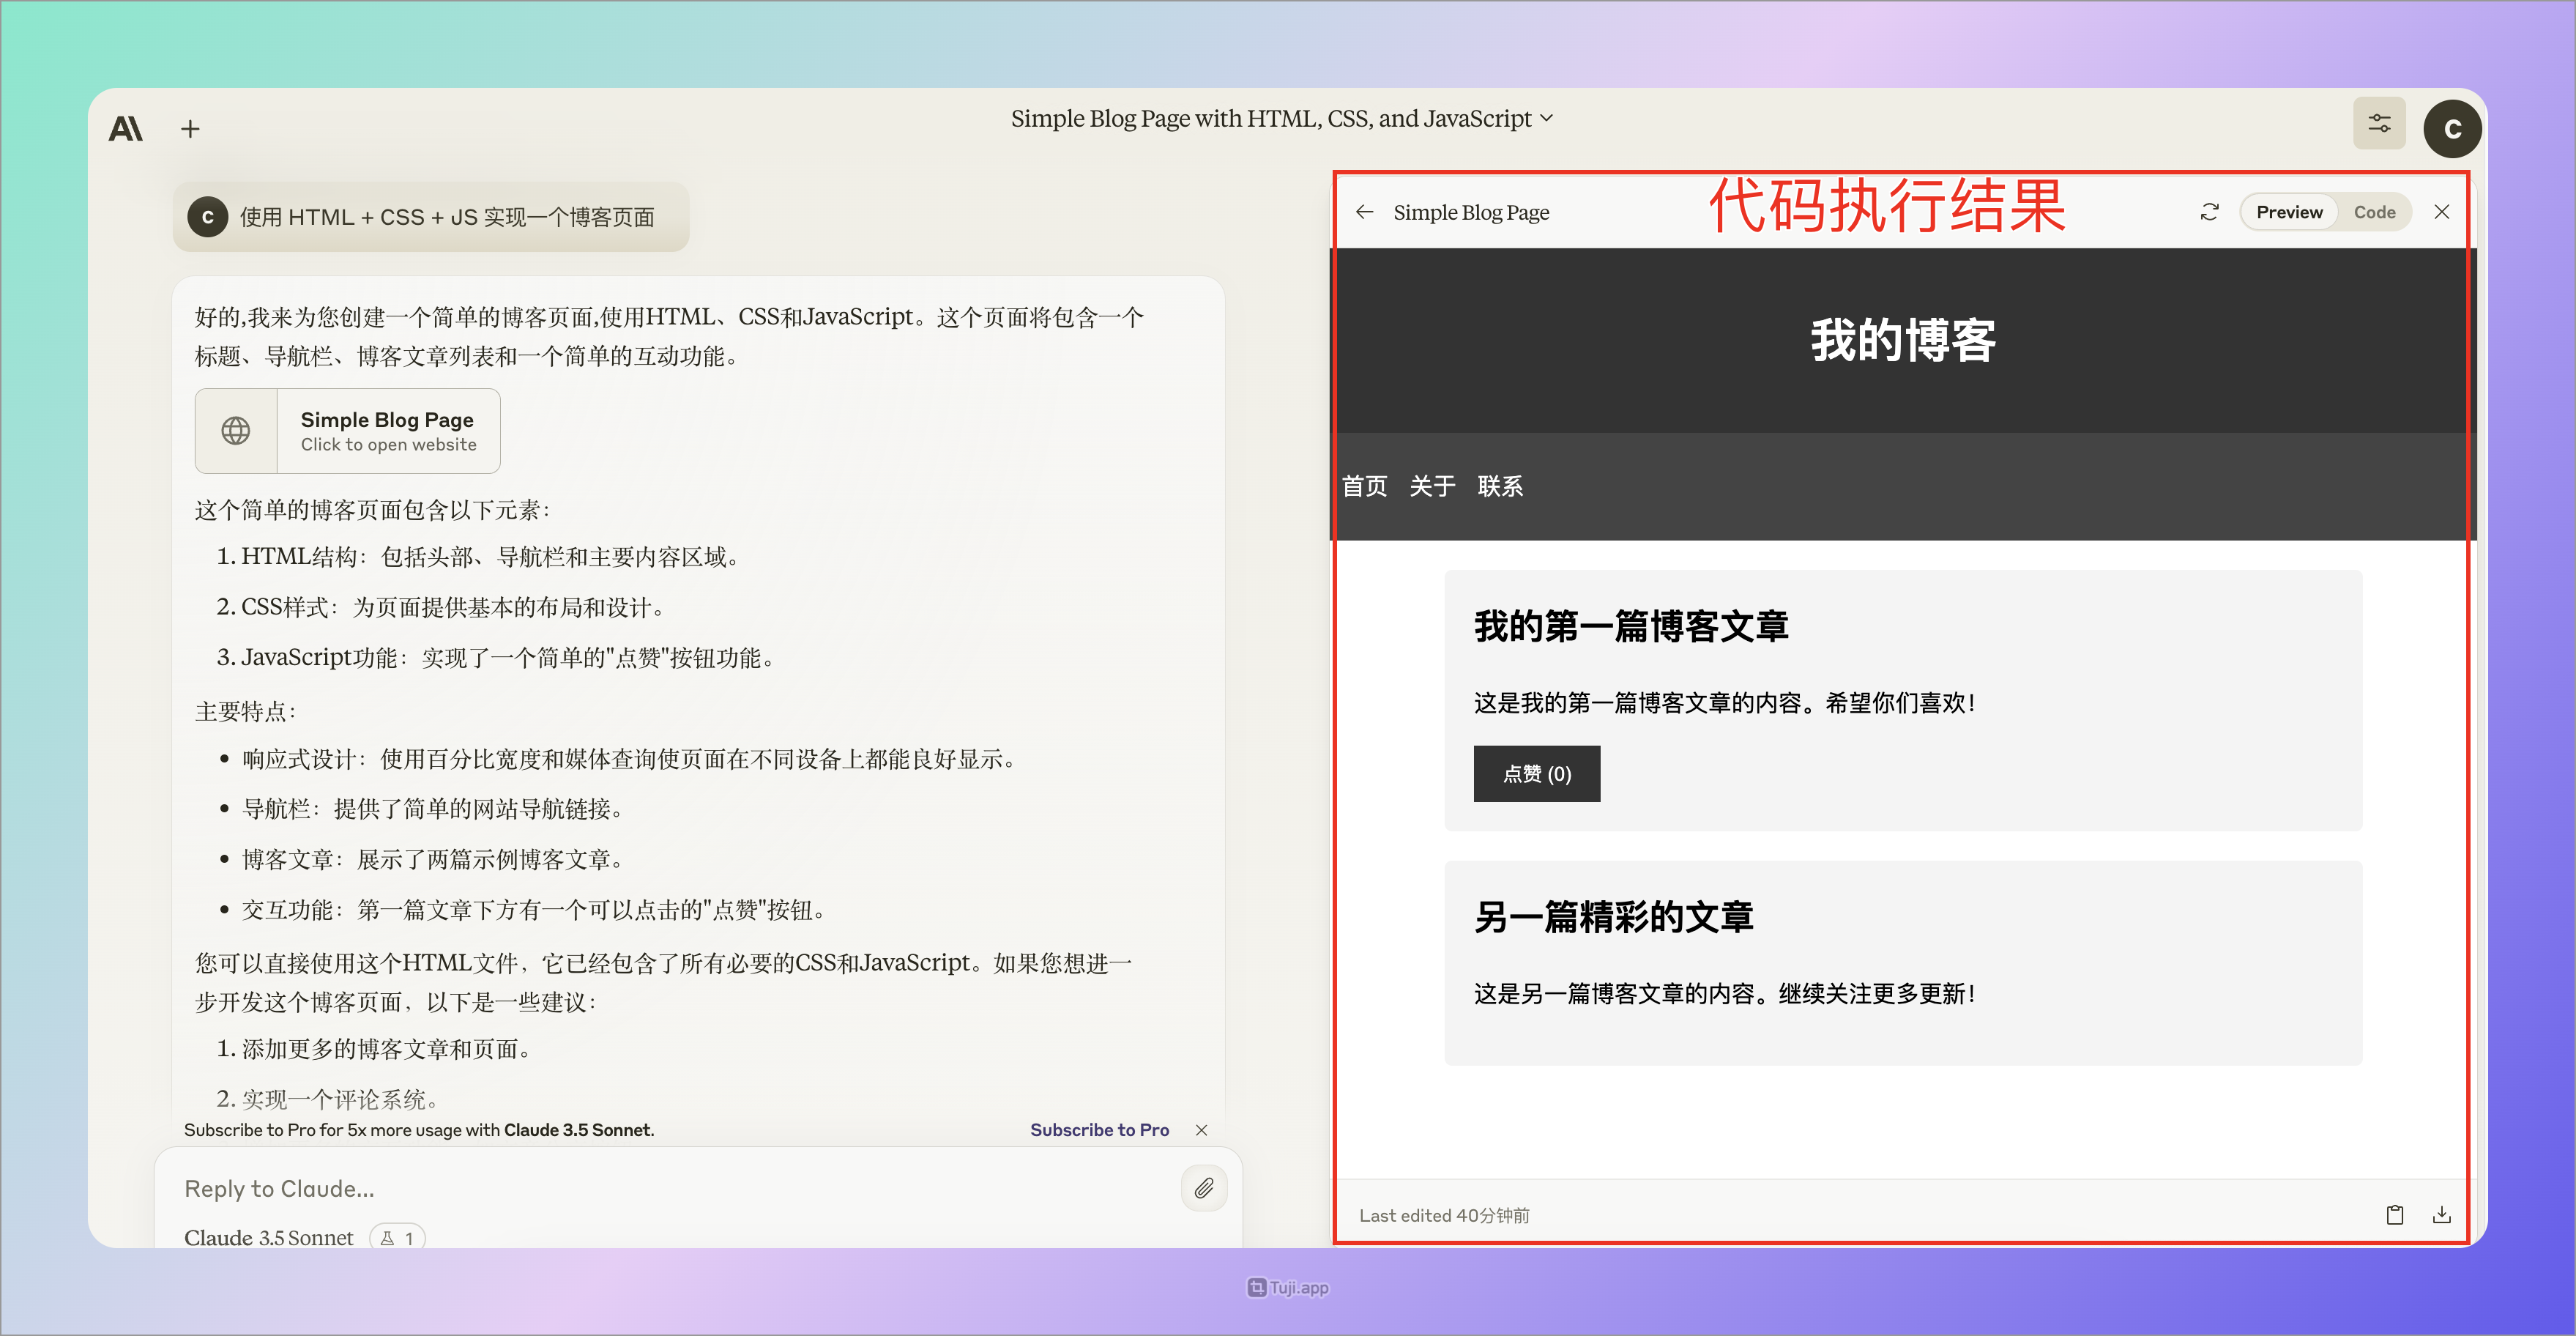 Simple Blog Page with HTML, CSS, and JavaScript
C
C
使用 HTML + CSS + JS 实现一个博客页面
好的,我来为您创建一个简单的博客页面,使用HTML、CSS和JavaScript。这个页面将包含一个
标题、导航栏、博客文章列表和一个简单的互动功能。
Simple Blog Page
Click to open website
这个简单的博客页面包含以下元素：
1. HTML结构：包括头部、导航栏和主要内容区域。
2. CSS样式：为页面提供基本的布局和设计。
3. JavaScript功能：实现了一个简单的"点赞"按钮功能。
主要特点：
• 响应式设计：使用百分比宽度和媒体查询使页面在不同设备上都能良好显示。
• 导航栏：提供了简单的网站导航链接。
• 博客文章：展示了两篇示例博客文章。
• 交互功能：第一篇文章下方有一个可以点击的"点赞"按钮。
您可以直接使用这个HTML文件，它已经包含了所有必要的CSS和JavaScript。如果您想进一
步开发这个博客页面，以下是一些建议：
1. 添加更多的博客文章和页面。
2. 实现一个评论系统。
Subscribe to Pro for 5x more usage with Claude 3.5 Sonnet.
Subscribe to Pro
Reply to Claude...
Claude 3.5 Sonnet
1
Simple Blog Page
代码执行结果
Preview
Code
我的博客
首页 关于 联系
我的第一篇博客文章
这是我的第一篇博客文章的内容。希望你们喜欢！
点赞 (0)
另一篇精彩的文章
这是另一篇博客文章的内容。继续关注更多更新！
Last edited 40分钟前
Tuji.app